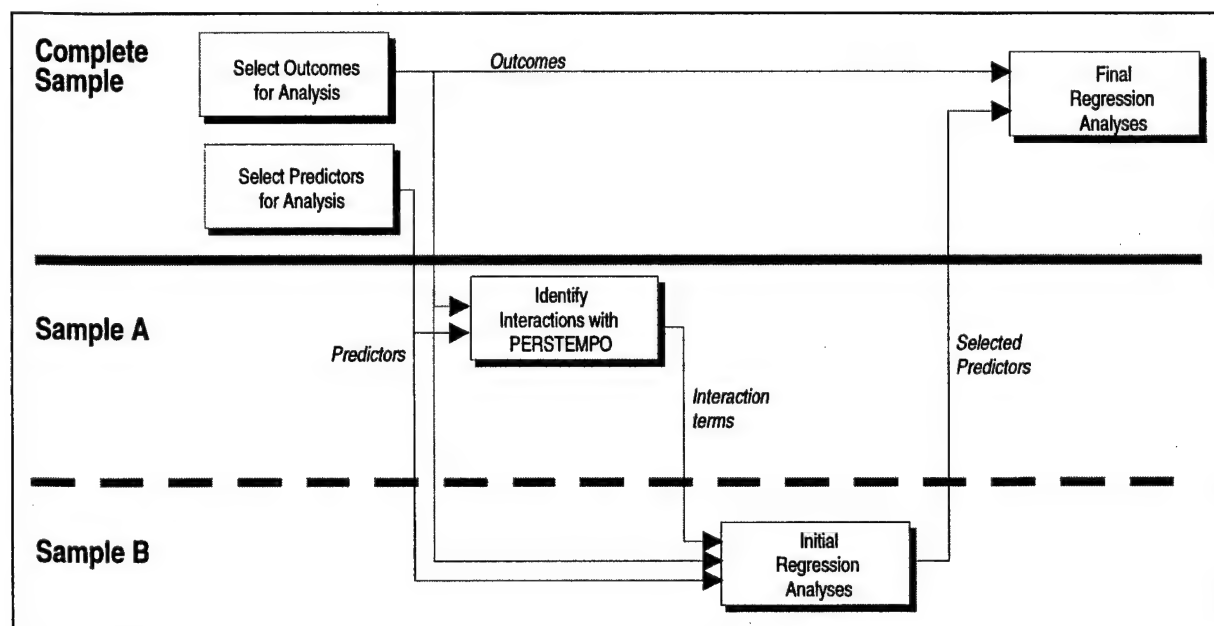 Complete
Sample
Select Outcomes
for Analysis
Outcomes
Final
Regression
Analyses
Select Predictors
for Analysis
Sample A
Identify
Interactions with
PERSTEMPO
Predictors
Selected
Predictors
Interaction
terms
Sample B
Initial
Regression
Analyses